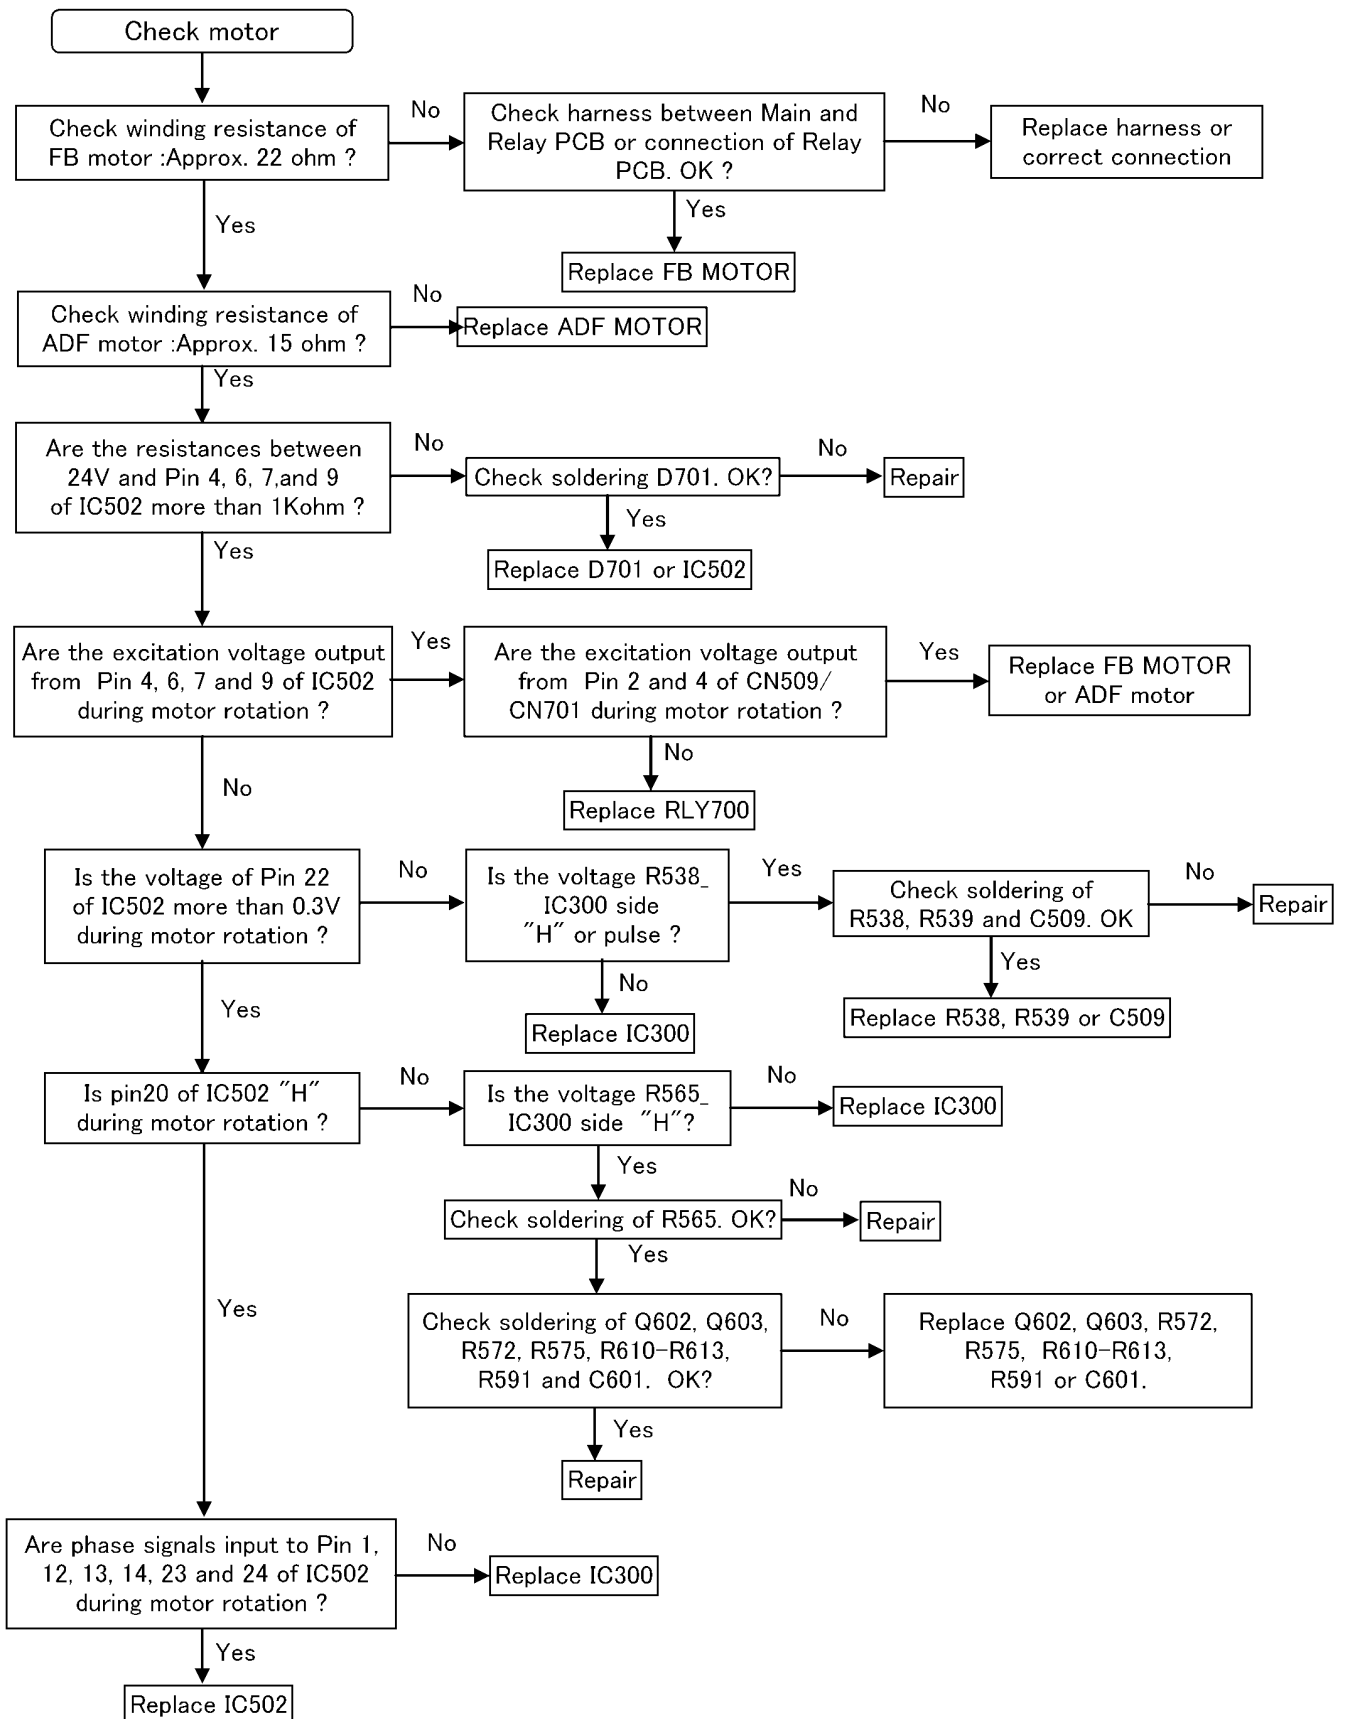 Check motor
Check winding resistance of
FB motor :Approx. 22 ohm ?
No
Check harness between Main and
Relay PCB or connection of Relay
PCB. OK ?
No
Replace harness or
correct connection
Yes
Yes
Replace FB MOTOR
Check winding resistance of
ADF motor :Approx. 15 ohm ?
No
Replace ADF MOTOR
Yes
Are the resistances between
24V and Pin 4, 6, 7,and 9
of IC502 more than 1Kohm ?
No
Check soldering D701. OK?
No
Repair
Yes
Yes
Replace D701 or IC502
Are the excitation voltage output
from Pin 4, 6, 7 and 9 of IC502
during motor rotation ?
Yes
Are the excitation voltage output
from Pin 2 and 4 of CN509/
CN701 during motor rotation ?
Yes
Replace FB MOTOR
or ADF motor
No
No
Replace RLY700
Is the voltage of Pin 22
of IC502 more than 0.3V
during motor rotation ?
No
Is the voltage R538_
IC300 side
"H" or pulse ?
Yes
Check soldering of
R538, R539 and C509. OK
No
Repair
Yes
No
Yes
Replace IC300
Replace R538, R539 or C509
Is pin20 of IC502 "H"
during motor rotation ?
No
Is the voltage R565_
IC300 side "H"?
No
Replace IC300
Yes
Check soldering of R565. OK?
No
Repair
Yes
Yes
Check soldering of Q602, Q603,
R572, R575, R610-R613,
R591 and C601. OK?
No
Replace Q602, Q603, R572,
R575, R610-R613,
R591 or C601.
Yes
Repair
Are phase signals input to Pin 1,
12, 13, 14, 23 and 24 of IC502
during motor rotation ?
No
Replace IC300
Yes
Replace IC502